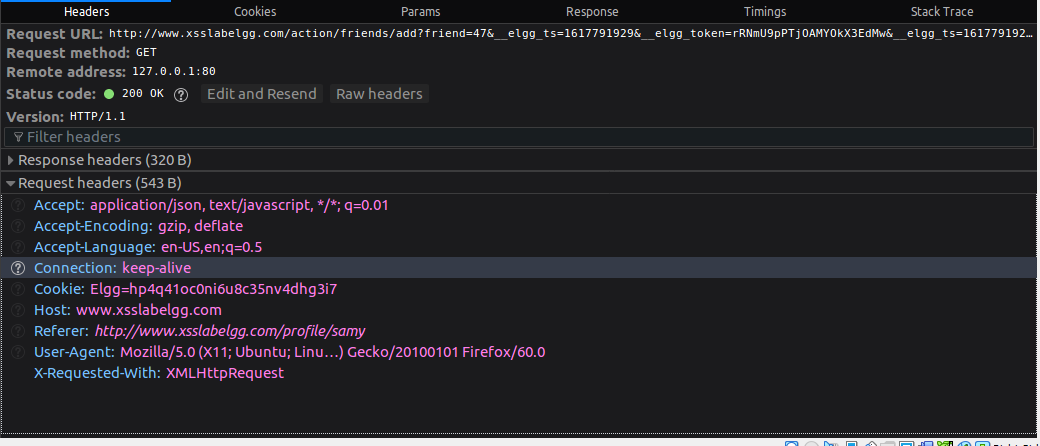 Headers Cookies Params Response Timings Stack Trace
Request URL: http://www.xsslabelgg.com/action/friends/add?friend=47&__elgg_ts=1617791929&__elgg_token=rRNmU9pPTjOAMYOkX3EdMw&__elgg_ts=161779192…
Request method: GET
Remote address: 127.0.0.1:80
Status code: 200 OK ? Edit and Resend Raw headers
Version: HTTP/1.1
Filter headers
Response headers (320 B)
Request headers (543 B)
? Accept: application/json, text/javascript, */*; q=0.01
? Accept-Encoding: gzip, deflate
? Accept-Language: en-US,en;q=0.5
? Connection: keep-alive
? Cookie: Elgg=hp4q41oc0ni6u8c35nv4dhg3i7
? Host: www.xsslabelgg.com
? Referer: http://www.xsslabelgg.com/profile/samy
? User-Agent: Mozilla/5.0 (X11; Ubuntu; Linu…) Gecko/20100101 Firefox/60.0
X-Requested-With: XMLHttpRequest